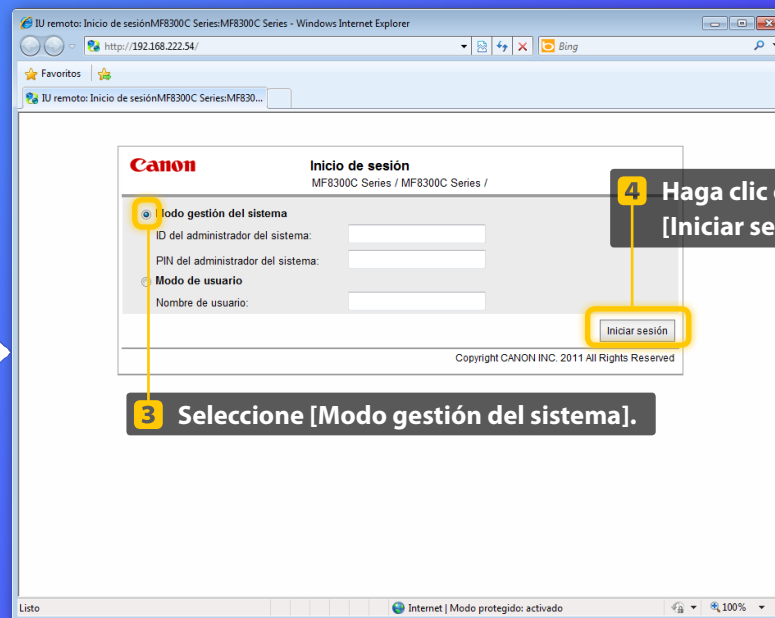 IU remoto: Inicio de sesiónMF8300C Series:MF8300C Series - Windows Internet Explorer
http://192.168.222.54/
Bing
Favoritos
IU remoto: Inicio de sesiónMF8300C Series:MF830...
Canon
Inicio de sesión
MF8300C Series / MF8300C Series /
4 Haga clic
[Iniciar se
Modo gestión del sistema
ID del administrador del sistema:
PIN del administrador del sistema:
Modo de usuario
Nombre de usuario:
Iniciar sesión
Copyright CANON INC. 2011 All Rights Reserved
3 Seleccione [Modo gestión del sistema].
Listo
Internet | Modo protegido: activado
100%